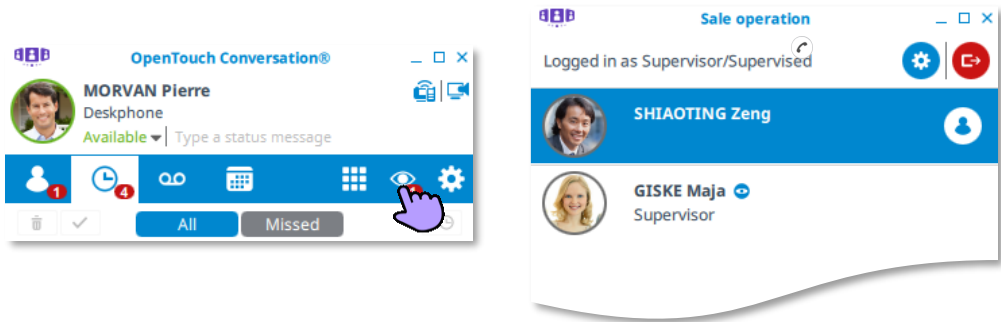 OpenTouch Conversation®
MORVAN Pierre
Deskphone
Available
Type a status message
1
4
All
Missed
Sale operation
Logged in as Supervisor/Supervised
SHIAOTING Zeng
GISKE Maja
Supervisor